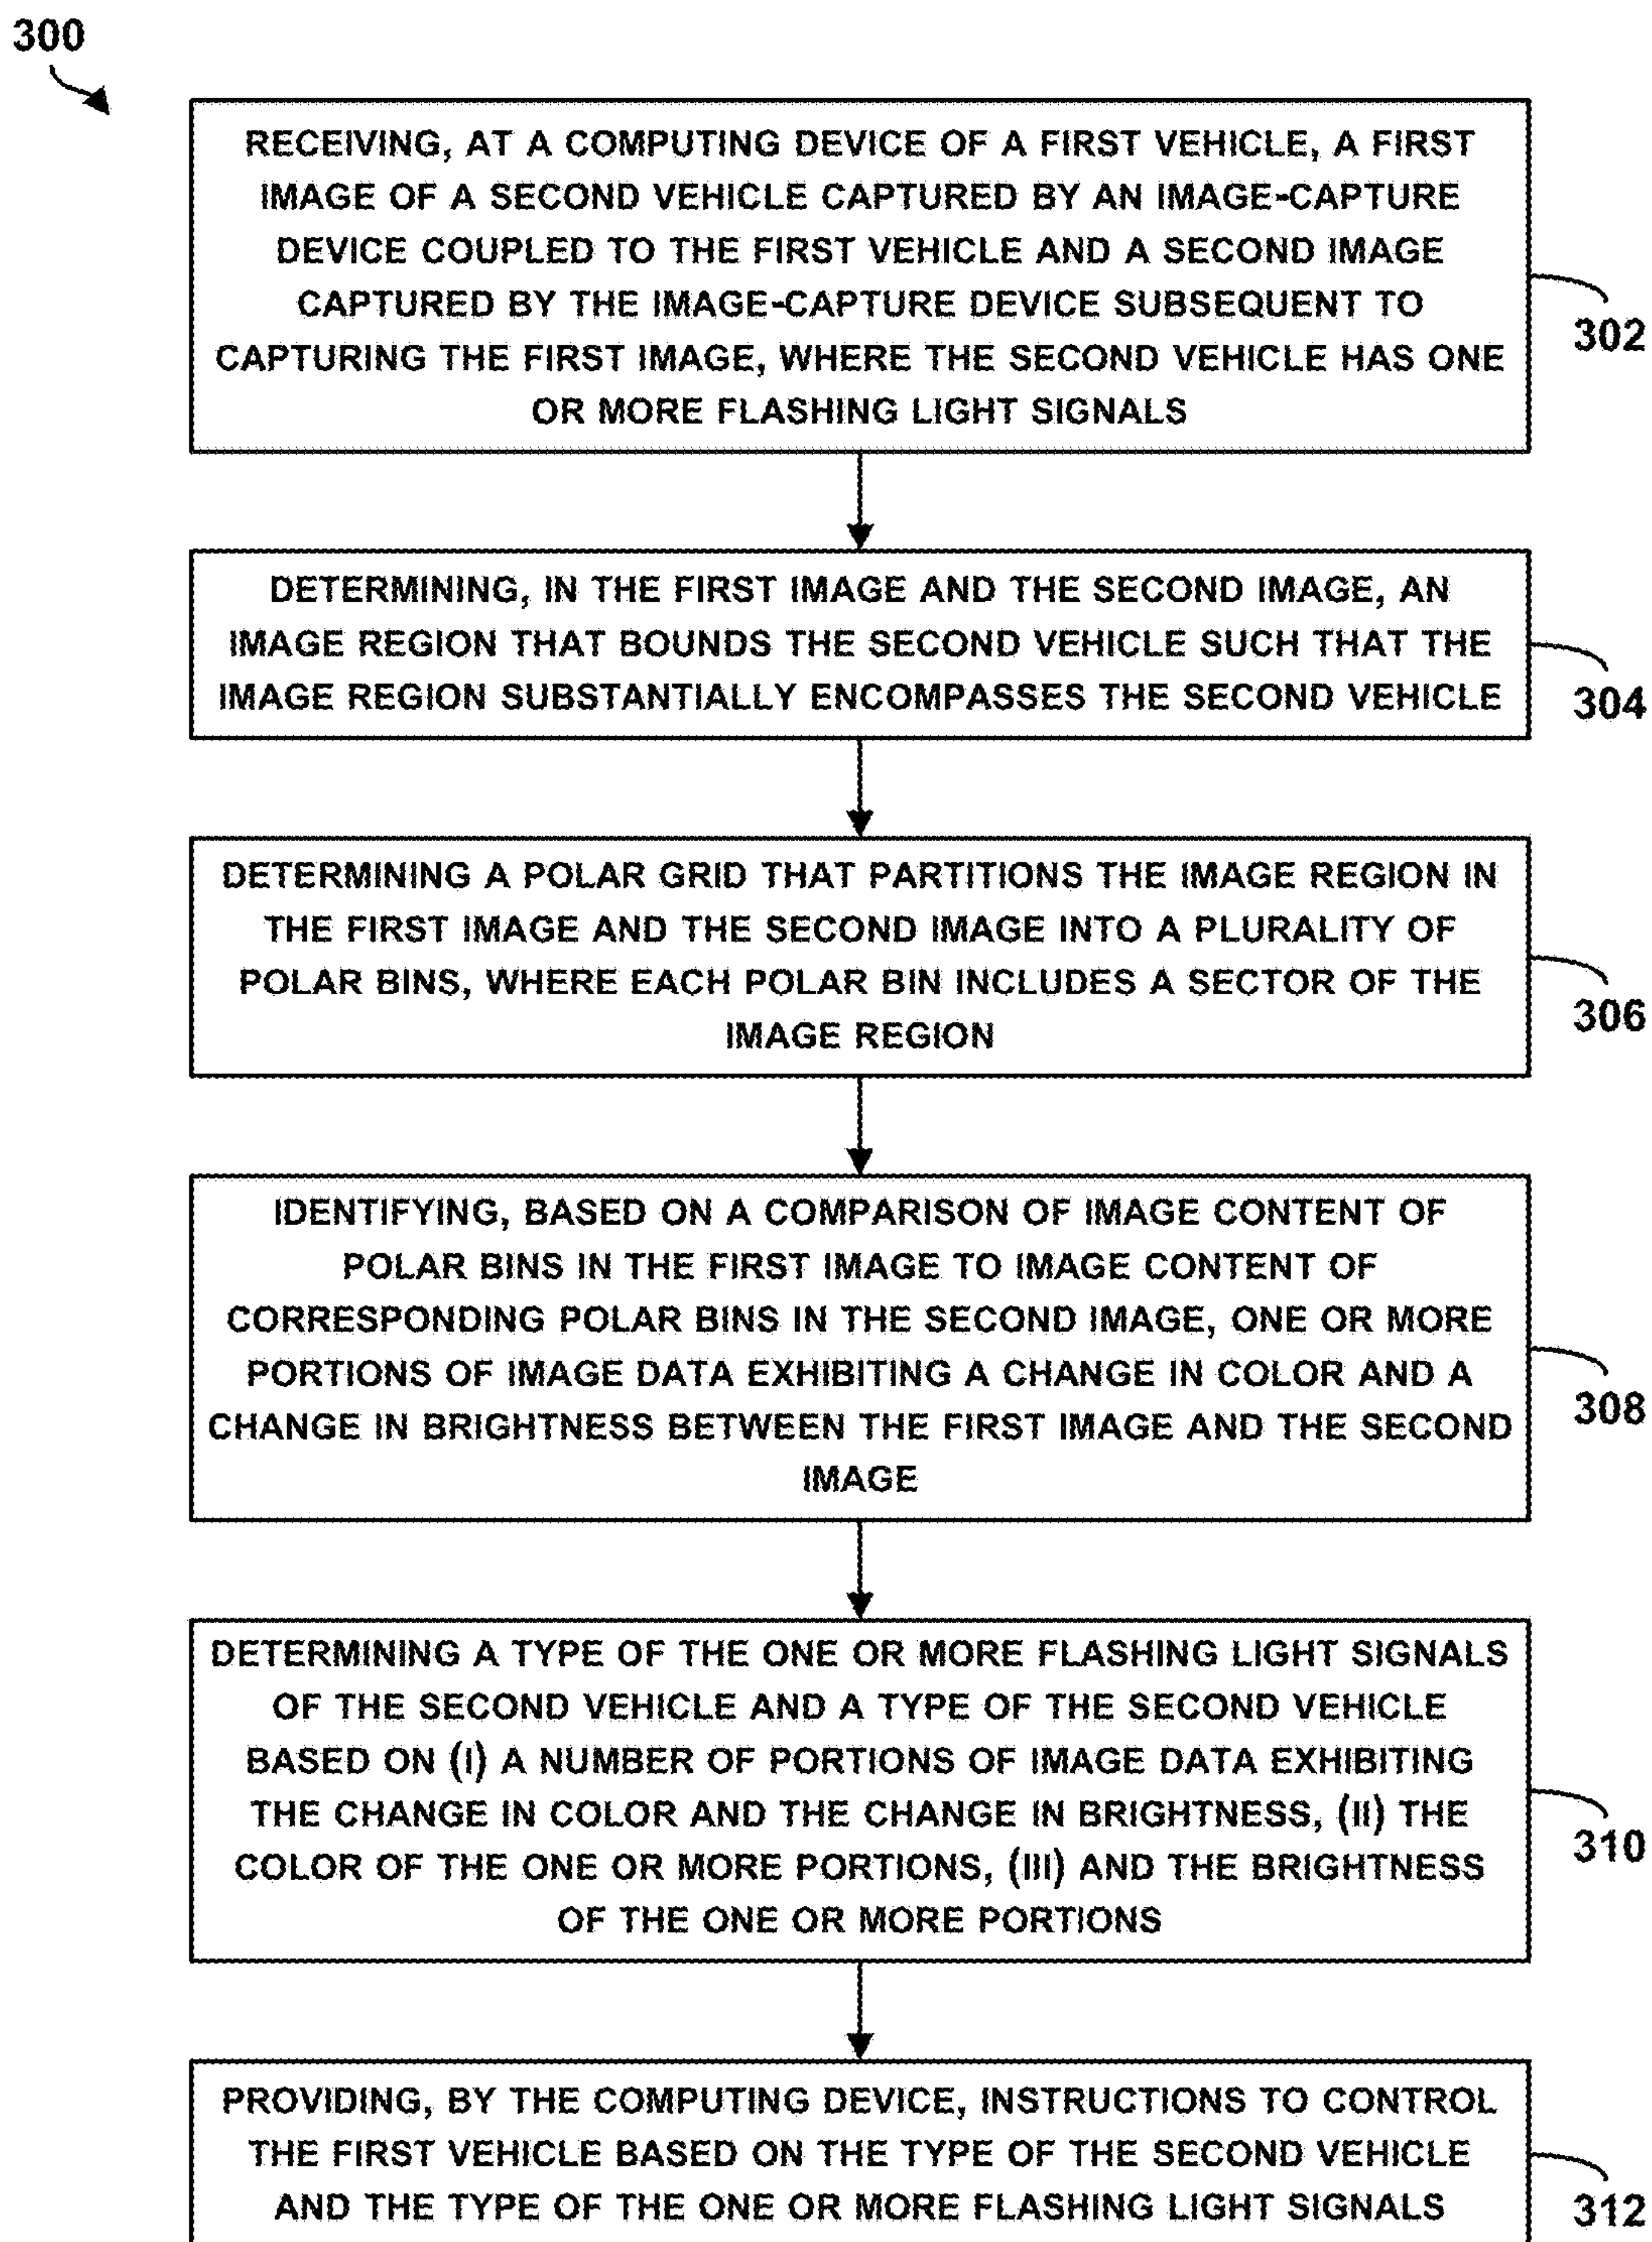 300
RECEIVING, AT A COMPUTING DEVICE OF A FIRST VEHICLE, A FIRST
IMAGE OF A SECOND VEHICLE CAPTURED BY AN IMAGE-CAPTURE
DEVICE COUPLED TO THE FIRST VEHICLE AND A SECOND IMAGE
CAPTURED BY THE IMAGE-CAPTURE DEVICE SUBSEQUENT TO
CAPTURING THE FIRST IMAGE, WHERE THE SECOND VEHICLE HAS ONE
OR MORE FLASHING LIGHT SIGNALS
302
DETERMINING, IN THE FIRST IMAGE AND THE SECOND IMAGE, AN
IMAGE REGION THAT BOUNDS THE SECOND VEHICLE SUCH THAT THE
IMAGE REGION SUBSTANTIALLY ENCOMPASSES THE SECOND VEHICLE
304
DETERMINING A POLAR GRID THAT PARTITIONS THE IMAGE REGION IN
THE FIRST IMAGE AND THE SECOND IMAGE INTO A PLURALITY OF
POLAR BINS, WHERE EACH POLAR BIN INCLUDES A SECTOR OF THE
IMAGE REGION
306
IDENTIFYING, BASED ON A COMPARISON OF IMAGE CONTENT OF
POLAR BINS IN THE FIRST IMAGE TO IMAGE CONTENT OF
CORRESPONDING POLAR BINS IN THE SECOND IMAGE, ONE OR MORE
PORTIONS OF IMAGE DATA EXHIBITING A CHANGE IN COLOR AND A
CHANGE IN BRIGHTNESS BETWEEN THE FIRST IMAGE AND THE SECOND
IMAGE
308
DETERMINING A TYPE OF THE ONE OR MORE FLASHING LIGHT SIGNALS
OF THE SECOND VEHICLE AND A TYPE OF THE SECOND VEHICLE
BASED ON (I) A NUMBER OF PORTIONS OF IMAGE DATA EXHIBITING
THE CHANGE IN COLOR AND THE CHANGE IN BRIGHTNESS, (II) THE
COLOR OF THE ONE OR MORE PORTIONS, (III) AND THE BRIGHTNESS
OF THE ONE OR MORE PORTIONS
310
PROVIDING, BY THE COMPUTING DEVICE, INSTRUCTIONS TO CONTROL
THE FIRST VEHICLE BASED ON THE TYPE OF THE SECOND VEHICLE
AND THE TYPE OF THE ONE OR MORE FLASHING LIGHT SIGNALS
312